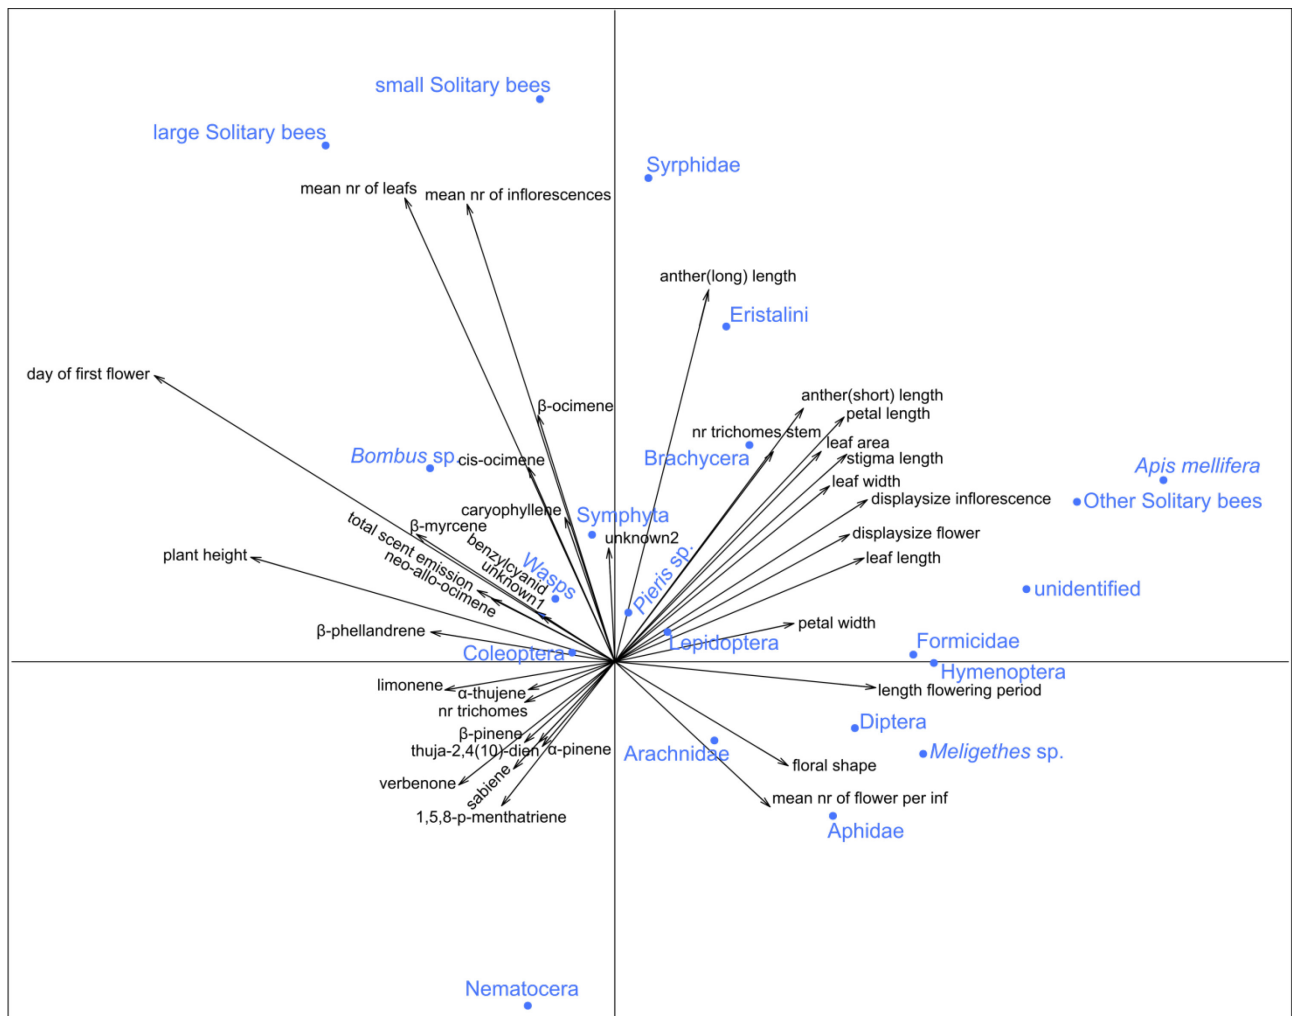 small Solitary bees
large Solitary bees
Syrphidae
mean nr of leafs
mean nr of inflorescences
anther(long) length
Eristalini
day of first flower
anther(short) length
β-ocimene
petal length
nr trichomes stem
leaf area
Bombus sp.
cis-ocimene
Brachycera
stigma length
Apis mellifera
leaf width
displaysize inflorescence
Other Solitary bees
caryophyllene
Symphyta
total scent emission
β-myrcene
unknown2
displaysize flower
plant height
benzylcyanid
leaf length
neo-allo-ocimene
unknown1
Wasps
Pieris sp.
unidentified
petal width
β-phellandrene
Coleoptera
Lepidoptera
Formicidae
Hymenoptera
limonene
α-thujene
length flowering period
nr trichomes
Diptera
β-pinene
thuja-2,4(10)-dien
α-pinene
Arachnidae
Meligethes sp.
floral shape
verbenone
sabiene
mean nr of flower per inf
1,5,8-p-menthatriene
Aphidae
Nematocera